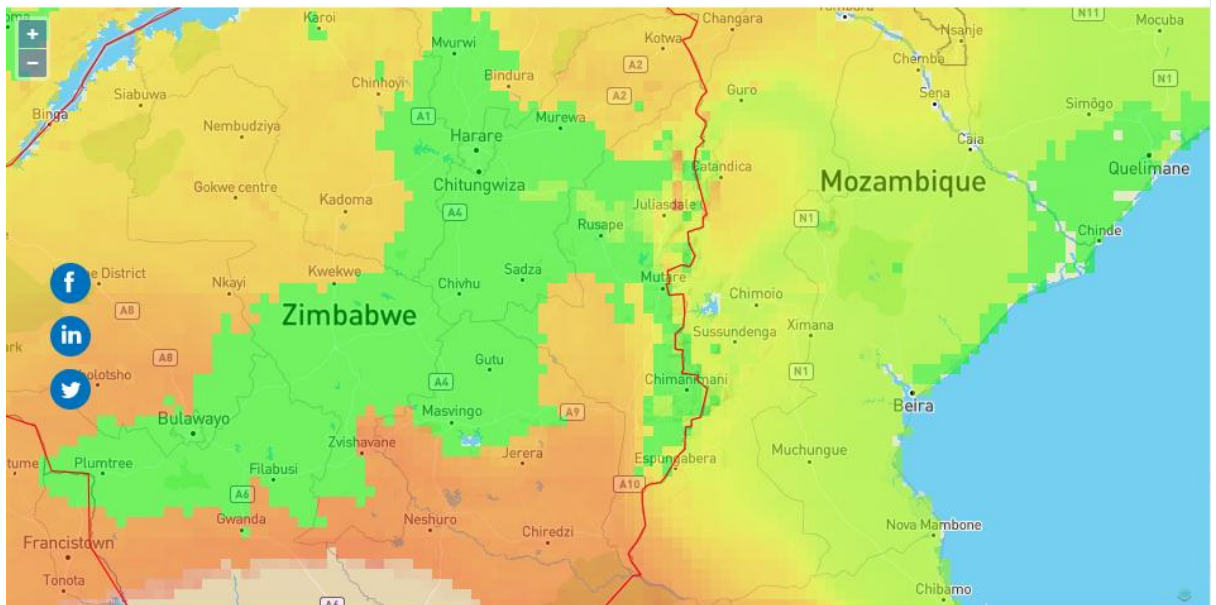 Karoi
Changara
N11
Mocuba
+
Mvurwi
Kotwa
Nsanje
−
Chinhoyi
Bindura
A2
Chemba
N1
Siabuwa
A2
Guro
Sena
Simógo
Binga
Nembudziya
A1
Murewa
Harare
Caia
Quelimane
Chitungwiza
Catandica
Mozambique
Gokwe centre
Kadoma
A4
Juliasdale
N1
Rusape
Chinde
District
Kwekwe
Sadza
Mutare
f
Nkayi
Chivhu
Chimoio
A8
Zimbabwe
Sussundenga
Ximana
in
A8
Gutu
N1
A4
Chimanimani
Beira
Bulawayo
Masvingo
A9
Zvishavane
Jerera
Espungabera
Muchungue
Plumtree
Filabusi
A6
A10
Gwanda
Neshuro
Chiredzi
Nova Mambone
Francistown
Tonota
A6
Chibamo